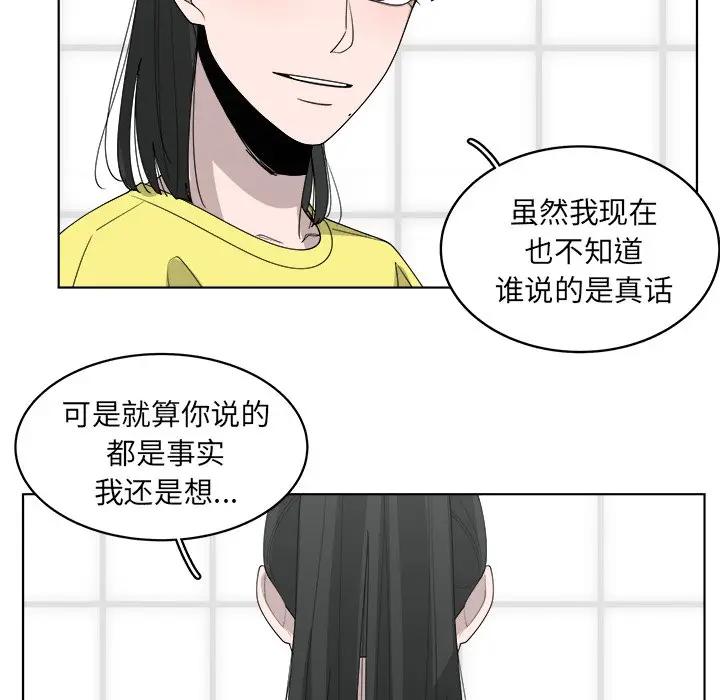 虽然我现在
也不知道
谁说的是真话
可是就算你说的
都是事实
我还是想...